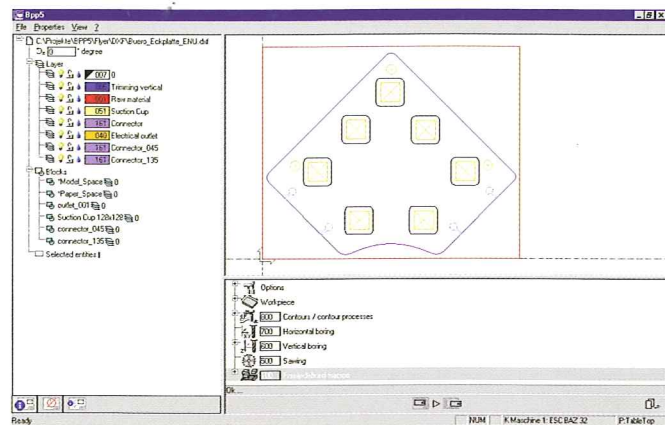 Bpp5
File Properties View ?
C:\Projekte\BPP5\Flyer\DXF\Buero_Eckplatte_ENU.dxf
0 ° degree
Layer
007 0
Trimming vertical
Raw material
051 Suction Cup
161 Connector
040 Electrical outlet
161 Connector_045
161 Connector_135
Blocks
*Model_Space 0
*Paper_Space 0
outlet_001 0
Suction Cup 128x128 0
connector_045 0
connector_135 0
Selected entities
Options
Workpiece
800 Contours / contour processes
700 Horizontal boring
600 Vertical boring
500 Sawing
Ok...
Ready
NUM K:Maschine 1: ESC BAZ 32 P:TableTop